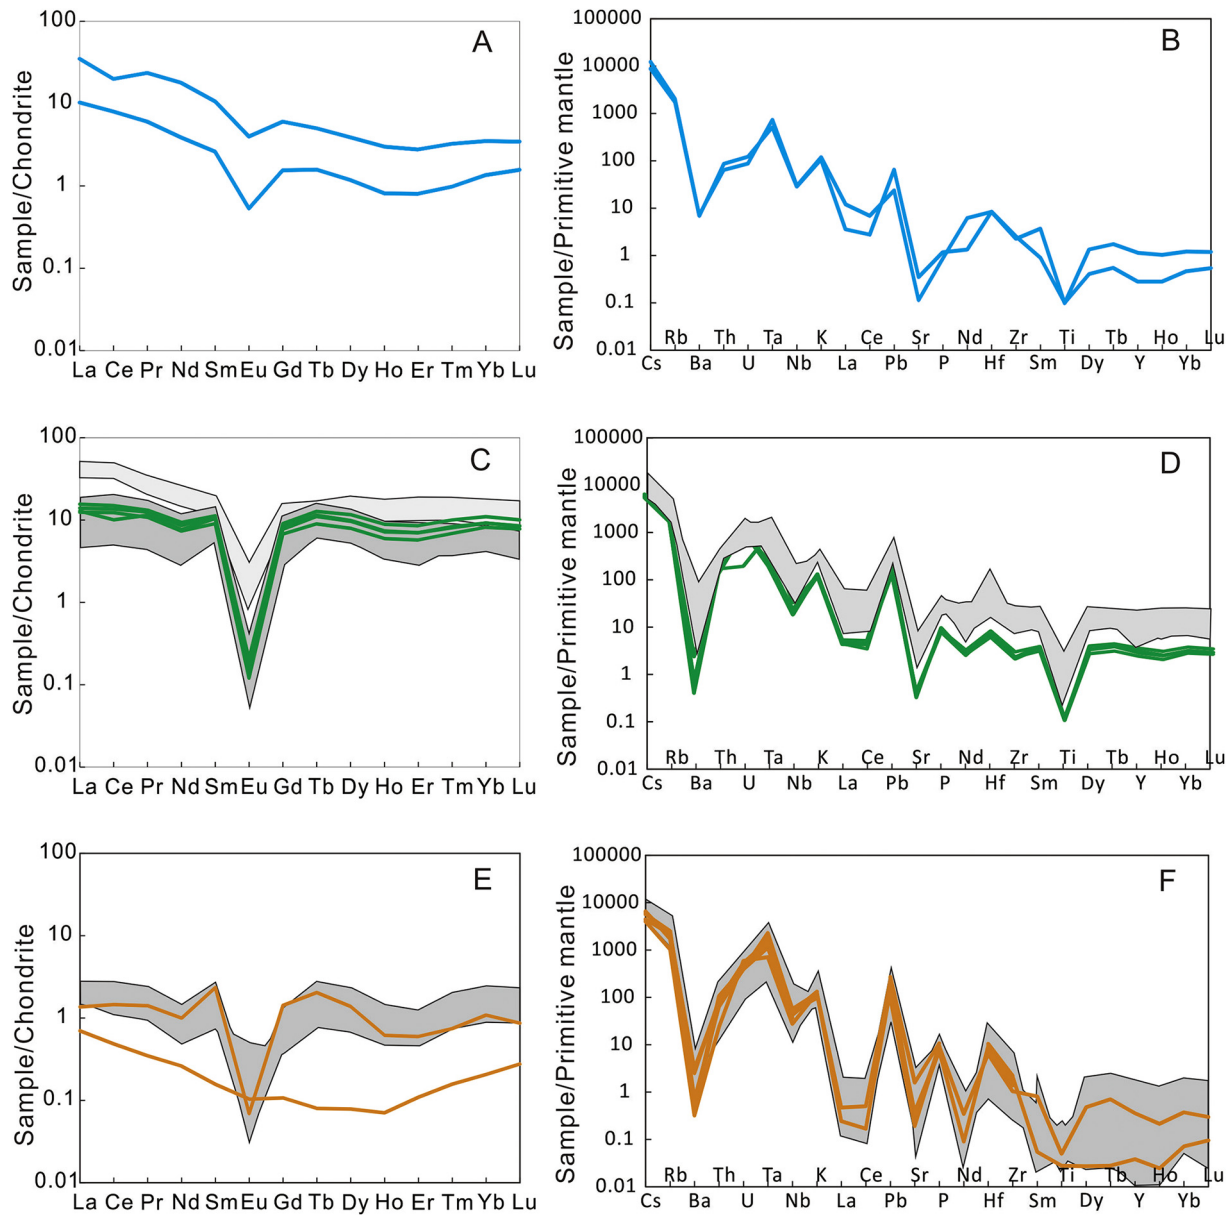 A
100
10
1
0.1
0.01
Sample/Chondrite
La Ce Pr Nd Sm Eu Gd Tb Dy Ho Er Tm Yb Lu
B
100000
10000
1000
100
10
1
0.1
0.01
Sample/Primitive mantle
Rb Th Ta K Ce Sr Nd Zr Ti Tb Ho Lu
Cs Ba U Nb La Pb P Hf Sm Dy Y Yb
C
100
10
1
0.1
0.01
Sample/Chondrite
La Ce Pr Nd Sm Eu Gd Tb Dy Ho Er Tm Yb Lu
D
100000
10000
1000
100
10
1
0.1
0.01
Sample/Primitive mantle
Rb Th Ta K Ce Sr Nd Zr Ti Tb Ho Lu
Cs Ba U Nb La Pb P Hf Sm Dy Y Yb
E
100
10
1
0.1
0.01
Sample/Chondrite
La Ce Pr Nd Sm Eu Gd Tb Dy Ho Er Tm Yb Lu
F
100000
10000
1000
100
10
1
0.1
0.01
Sample/Primitive mantle
Rb Th Ta K Ce Sr Nd Zr Ti Tb Ho Lu
Cs Ba U Nb La Pb P Hf Sm Dy Y Yb